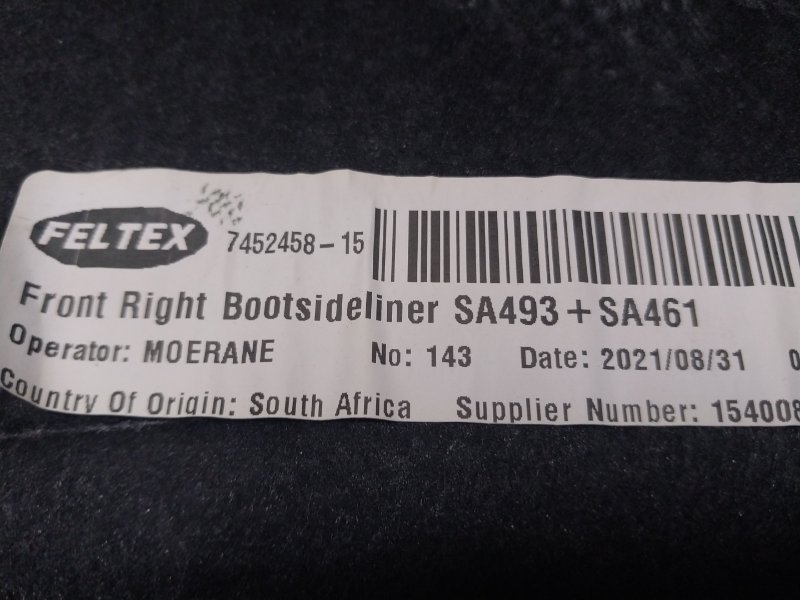 FELTEX
7452458-15
Front Right Bootsideliner SA493 + SA461
Operator: MOERANE No: 143 Date: 2021/08/31
Country Of Origin: South Africa Supplier Number: 154008